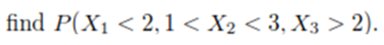 find P(X₁ < 2, 1 < X₂ < 3, X₃ > 2).